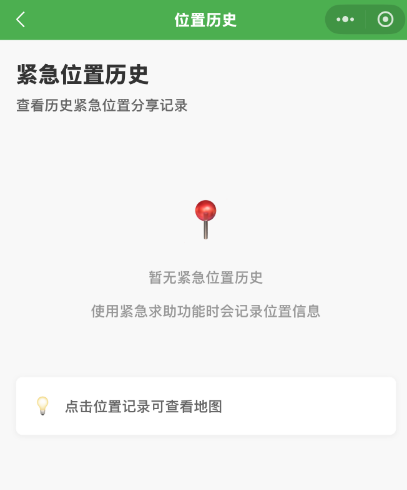 位置历史
紧急位置历史
查看历史紧急位置分享记录
暂无紧急位置历史
使用紧急求助功能时会记录位置信息
点击位置记录可查看地图